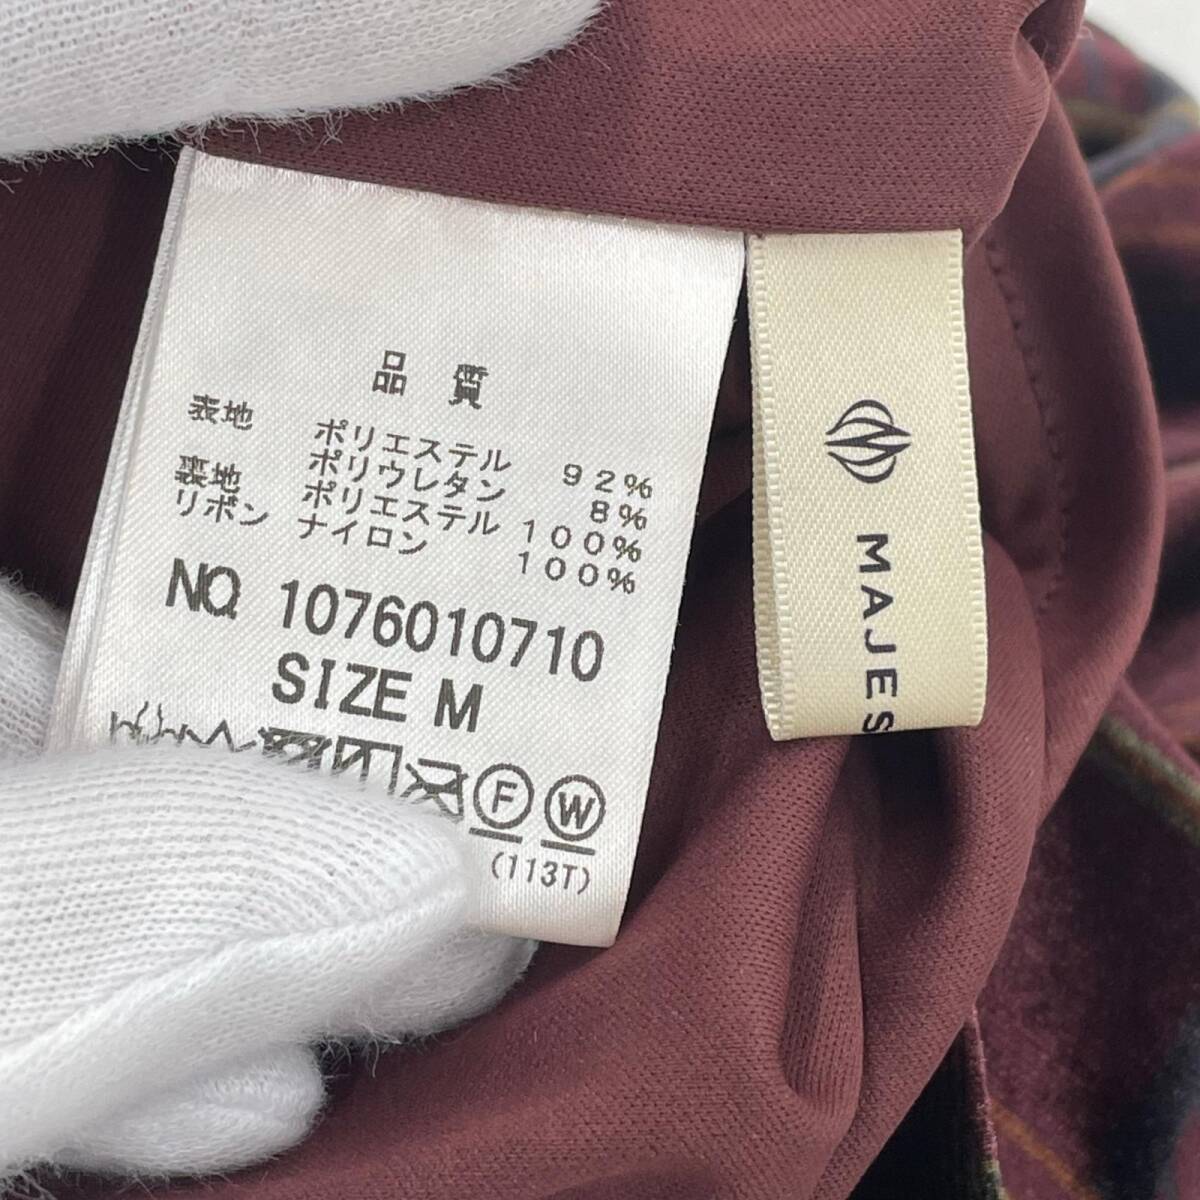 品質
表地 ポリエステル 92%
ポリウレタン 8%
裏地 ポリエステル 100%
リボン ナイロン 100%
NO. 1076010710
SIZE M
F W
(113T)
MAJES